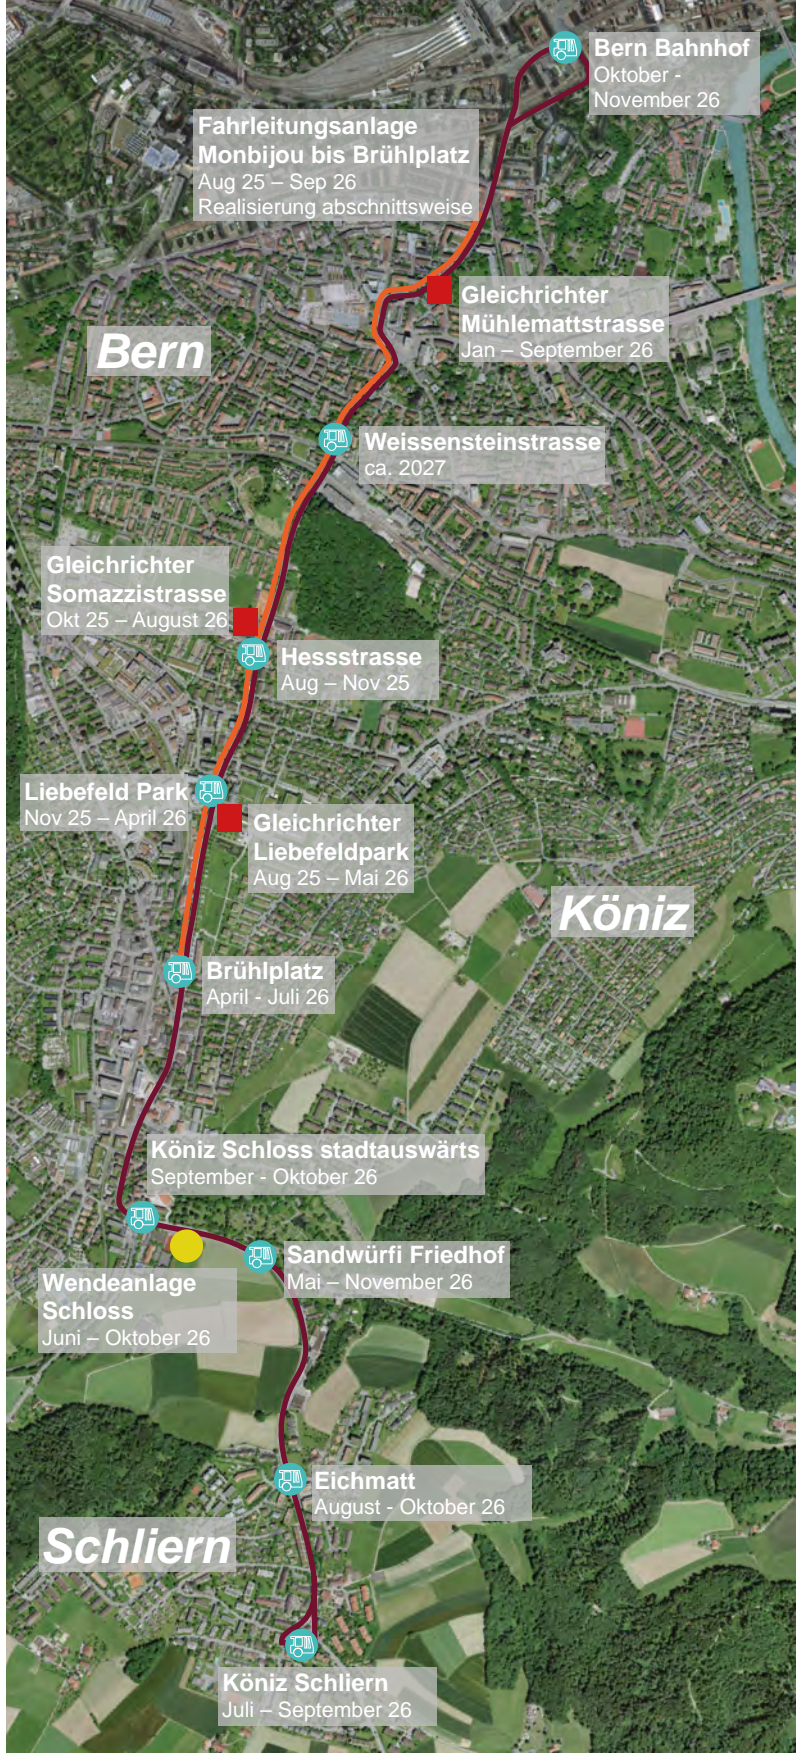 Bern Bahnhof
Oktober -
November 26
Fahrleitungsanlage
Monbijou bis Brühlplatz
Aug 25 – Sep 26
Realisierung abschnittsweise
Gleichrichter
Mühlemattstrasse
Jan – September 26
Bern
Weissensteinstrasse
ca. 2027
Gleichrichter
Somazzistrasse
Okt 25 – August 26
Hessstrasse
Aug – Nov 25
Liebefeld Park
Nov 25 – April 26
Gleichrichter
Liebefeldpark
Aug 25 – Mai 26
Köniz
Brühlplatz
April - Juli 26
Köniz Schloss stadtauswärts
September - Oktober 26
Sandwürfi Friedhof
Mai – November 26
Wendeanlage
Schloss
Juni – Oktober 26
Eichmatt
August - Oktober 26
Schliern
Köniz Schliern
Juli – September 26